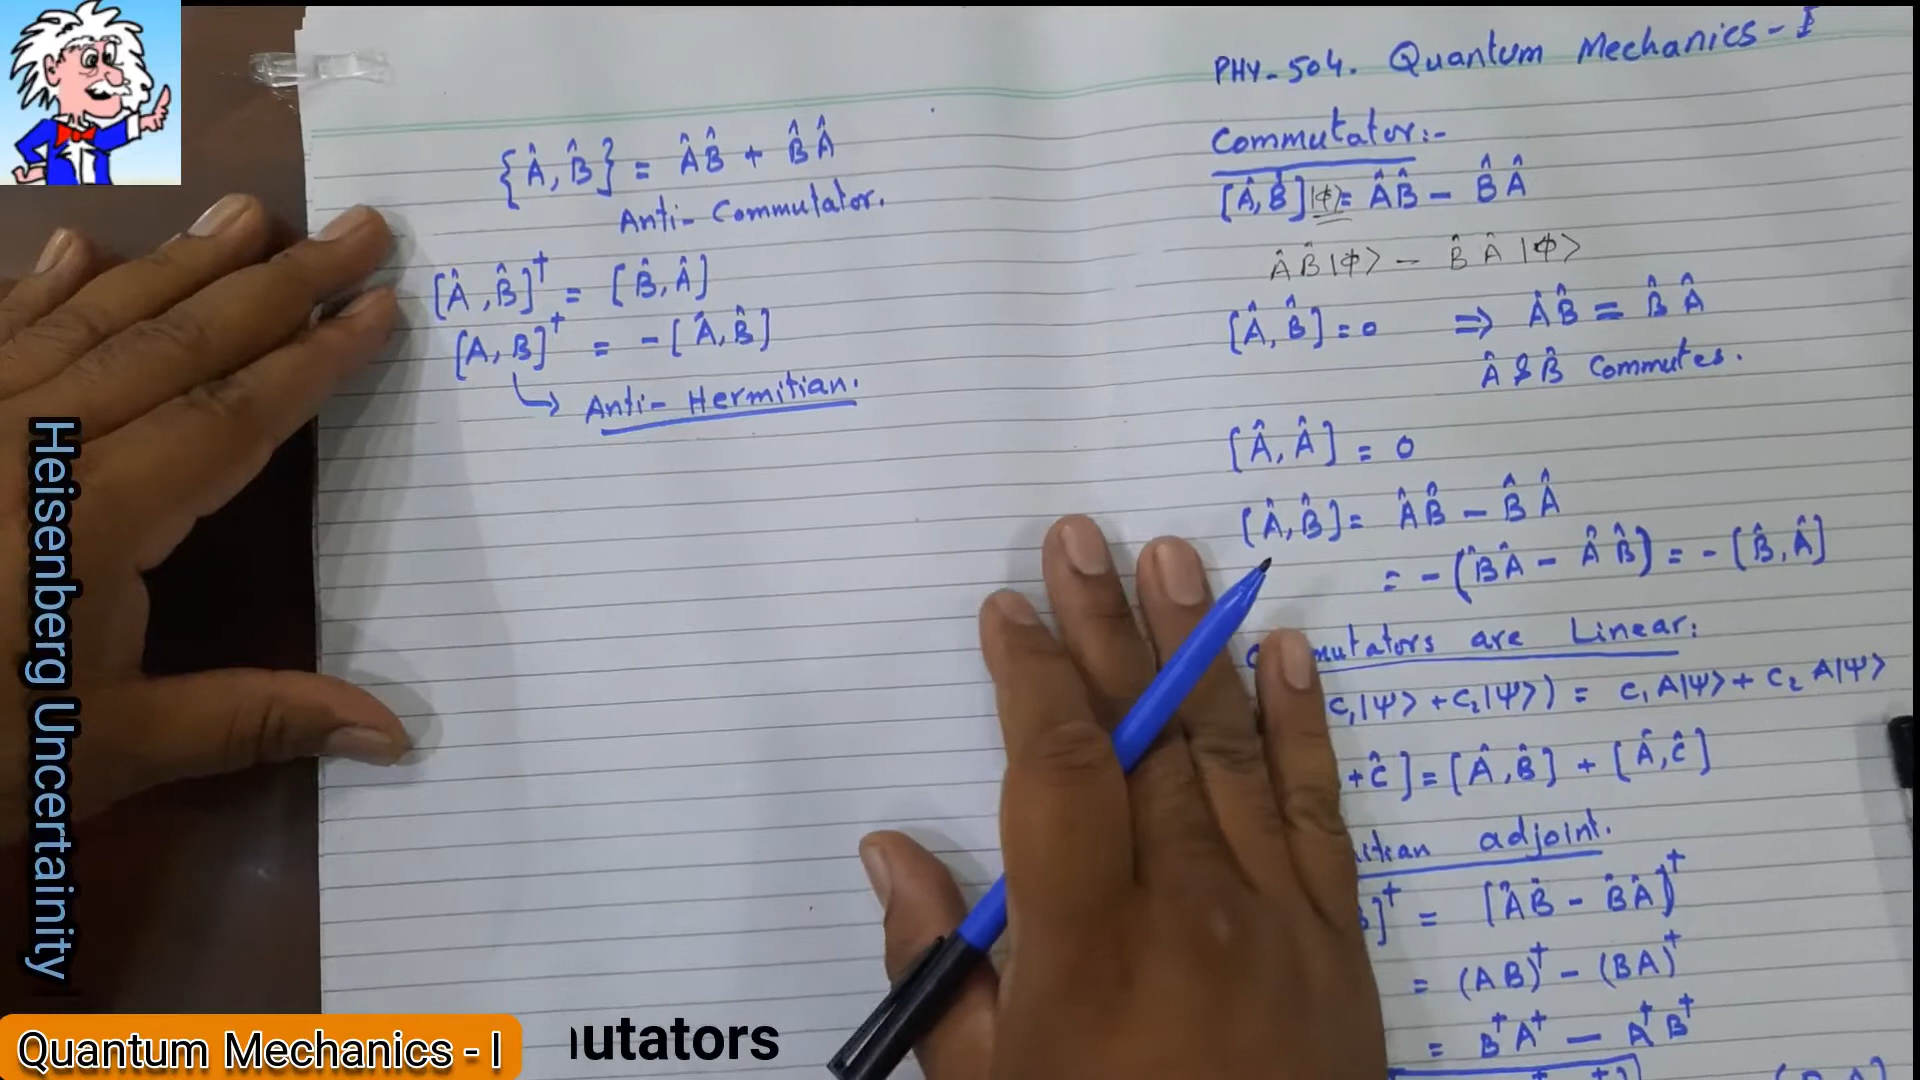 {Â, B̂} = ÂB̂ + B̂Â
Anti-Commutator.
[Â, B̂]† = [B̂, Â]
[A, B]† = -[Â, B̂]
↳ Anti-Hermitian.
PHY-504. Quantum Mechanics-I
Commutator:-
[Â, B̂]|ϕ⟩= ÂB̂ - B̂Â
ÂB̂|ϕ⟩ - B̂Â|ϕ⟩
[Â, B̂] = 0 ⇒ ÂB̂ = B̂Â
Â & B̂ Commutes.
[Â, Â] = 0
[Â, B̂] = ÂB̂ - B̂Â
= -(B̂Â - ÂB̂) = -[B̂, Â]
are Linear:
c₁|Ψ⟩ + c₂|Ψ⟩) = c₁A|Ψ⟩ + c₂A|Ψ⟩
+Ĉ] = [Â, B̂] + [Â, Ĉ]
adjoint.
]† = [ÂB̂ - B̂Â]†
= (AB)† - (BA)†
= B†A† - A†B†
Heisenberg Uncertainity
Quantum Mechanics - I
utators